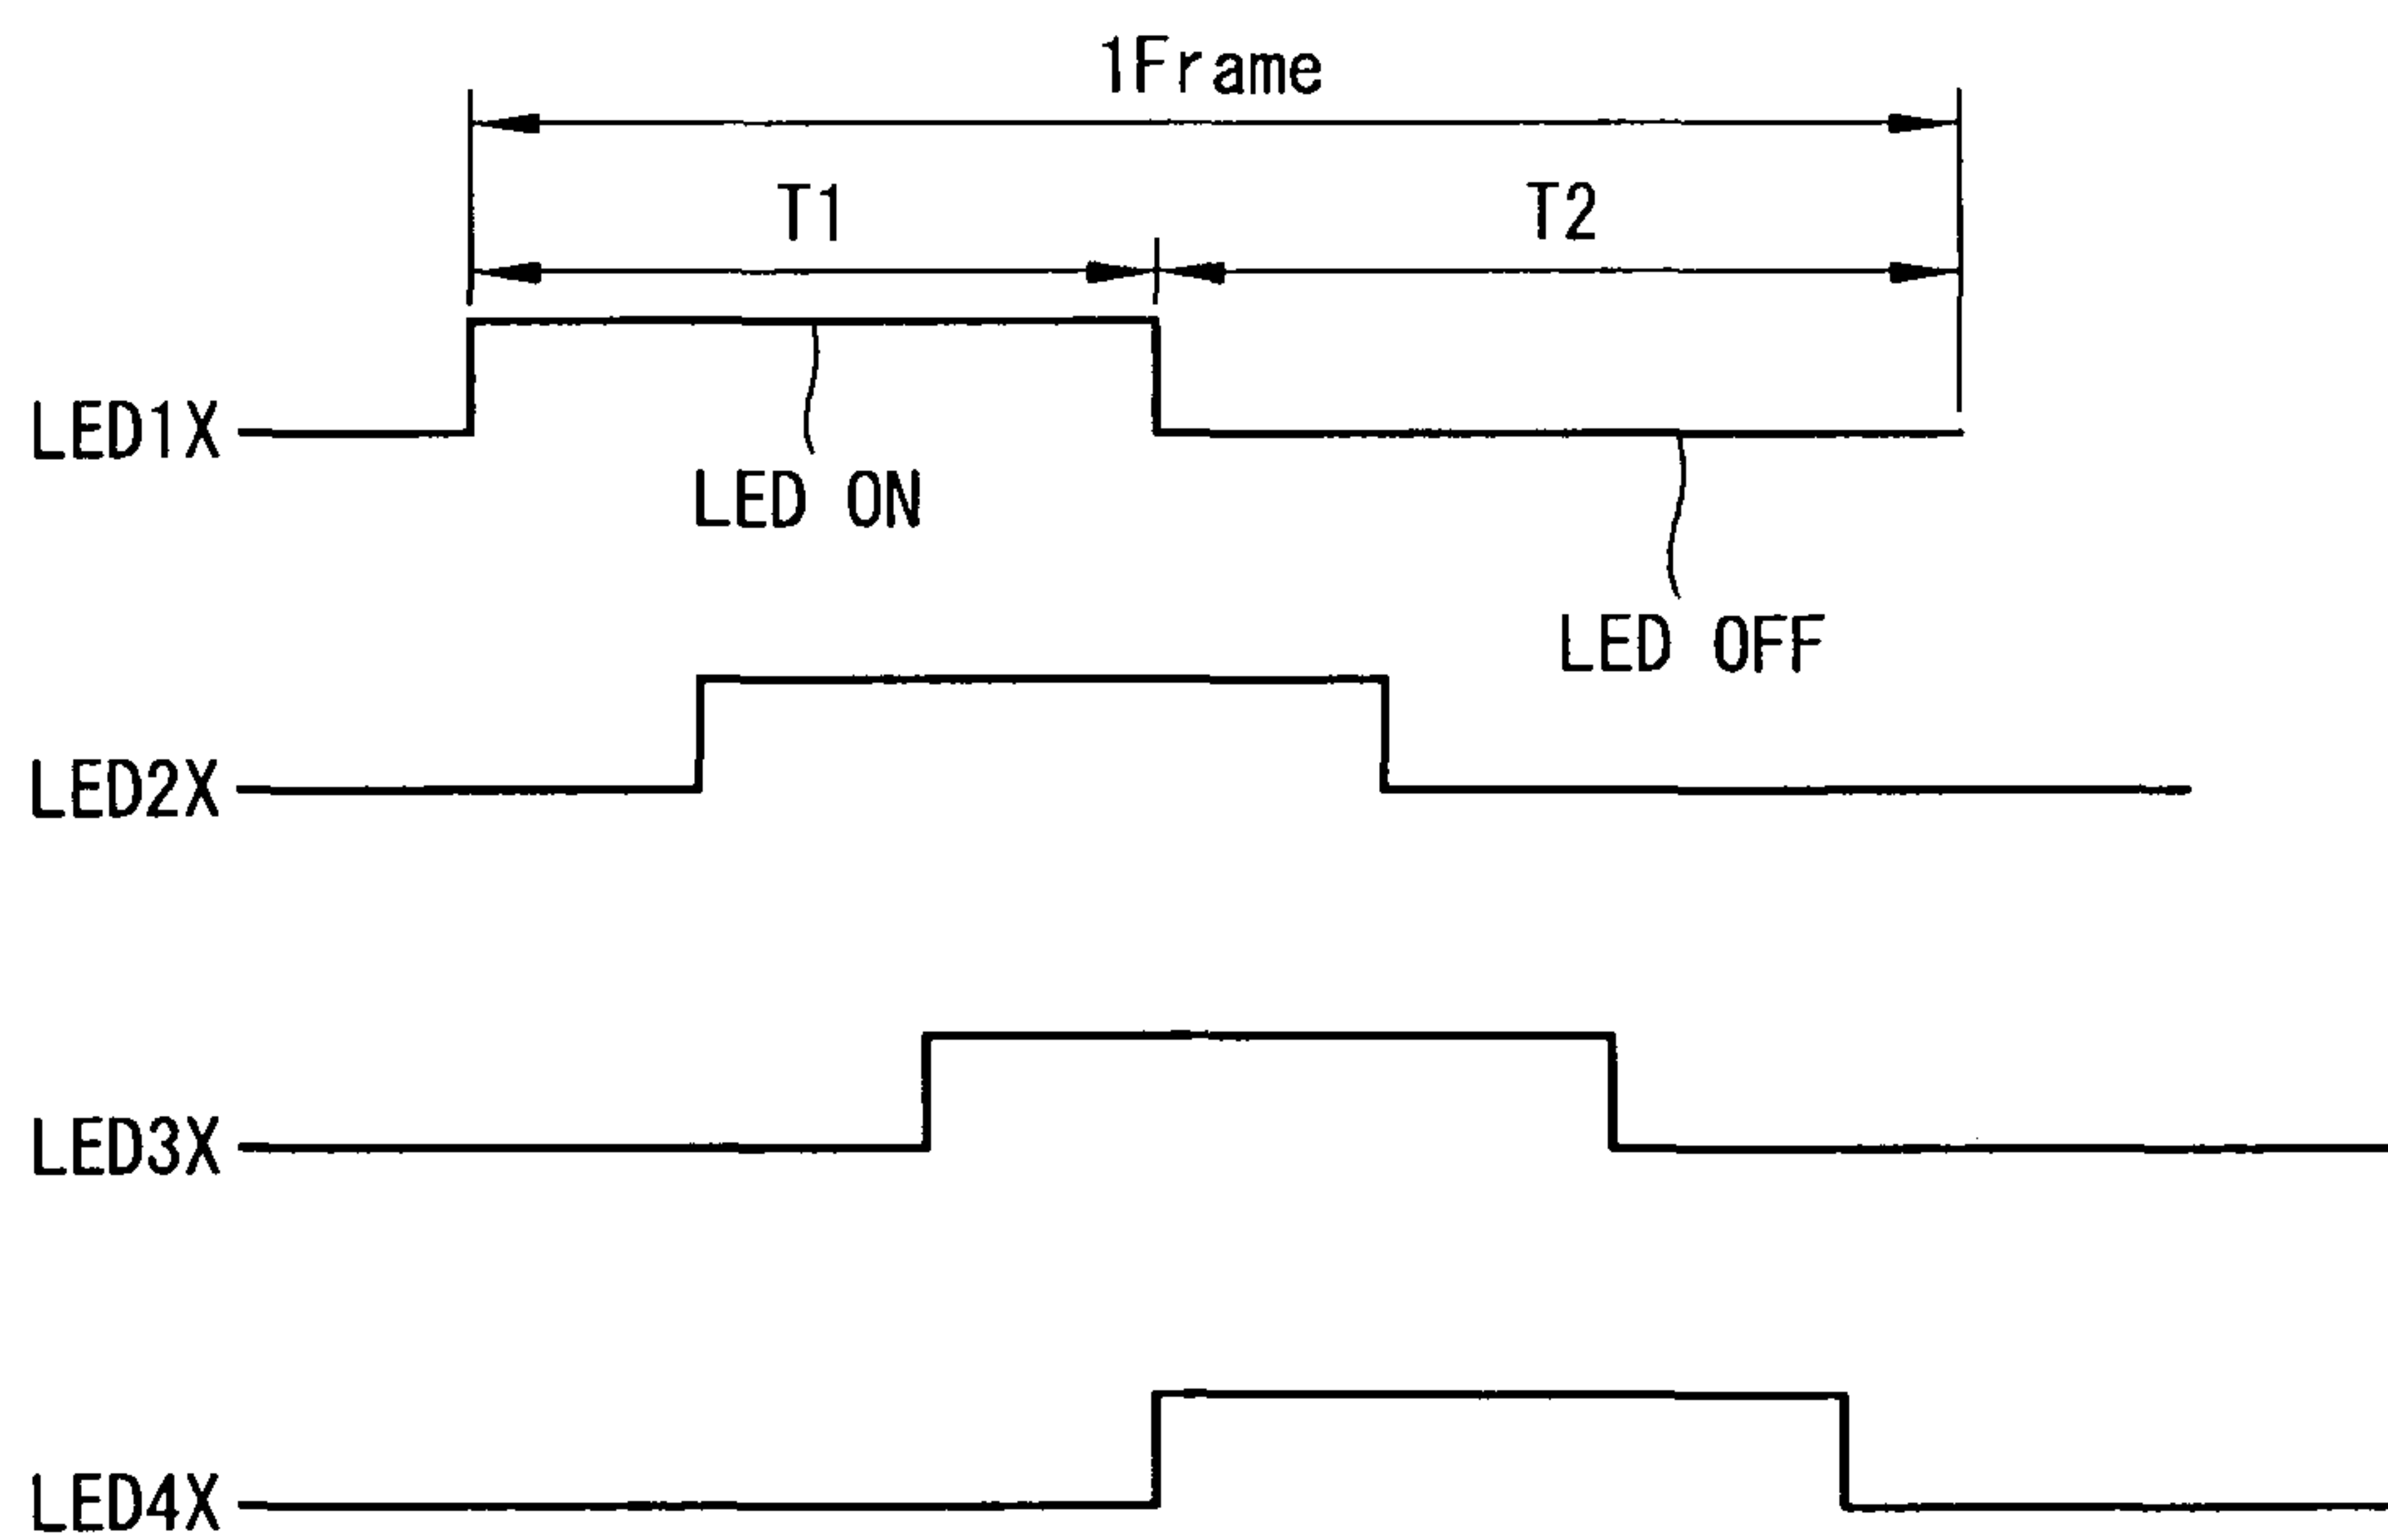 1Frame
T1 T2
LED1X
LED ON
LED OFF
LED2X
LED3X
LED4X